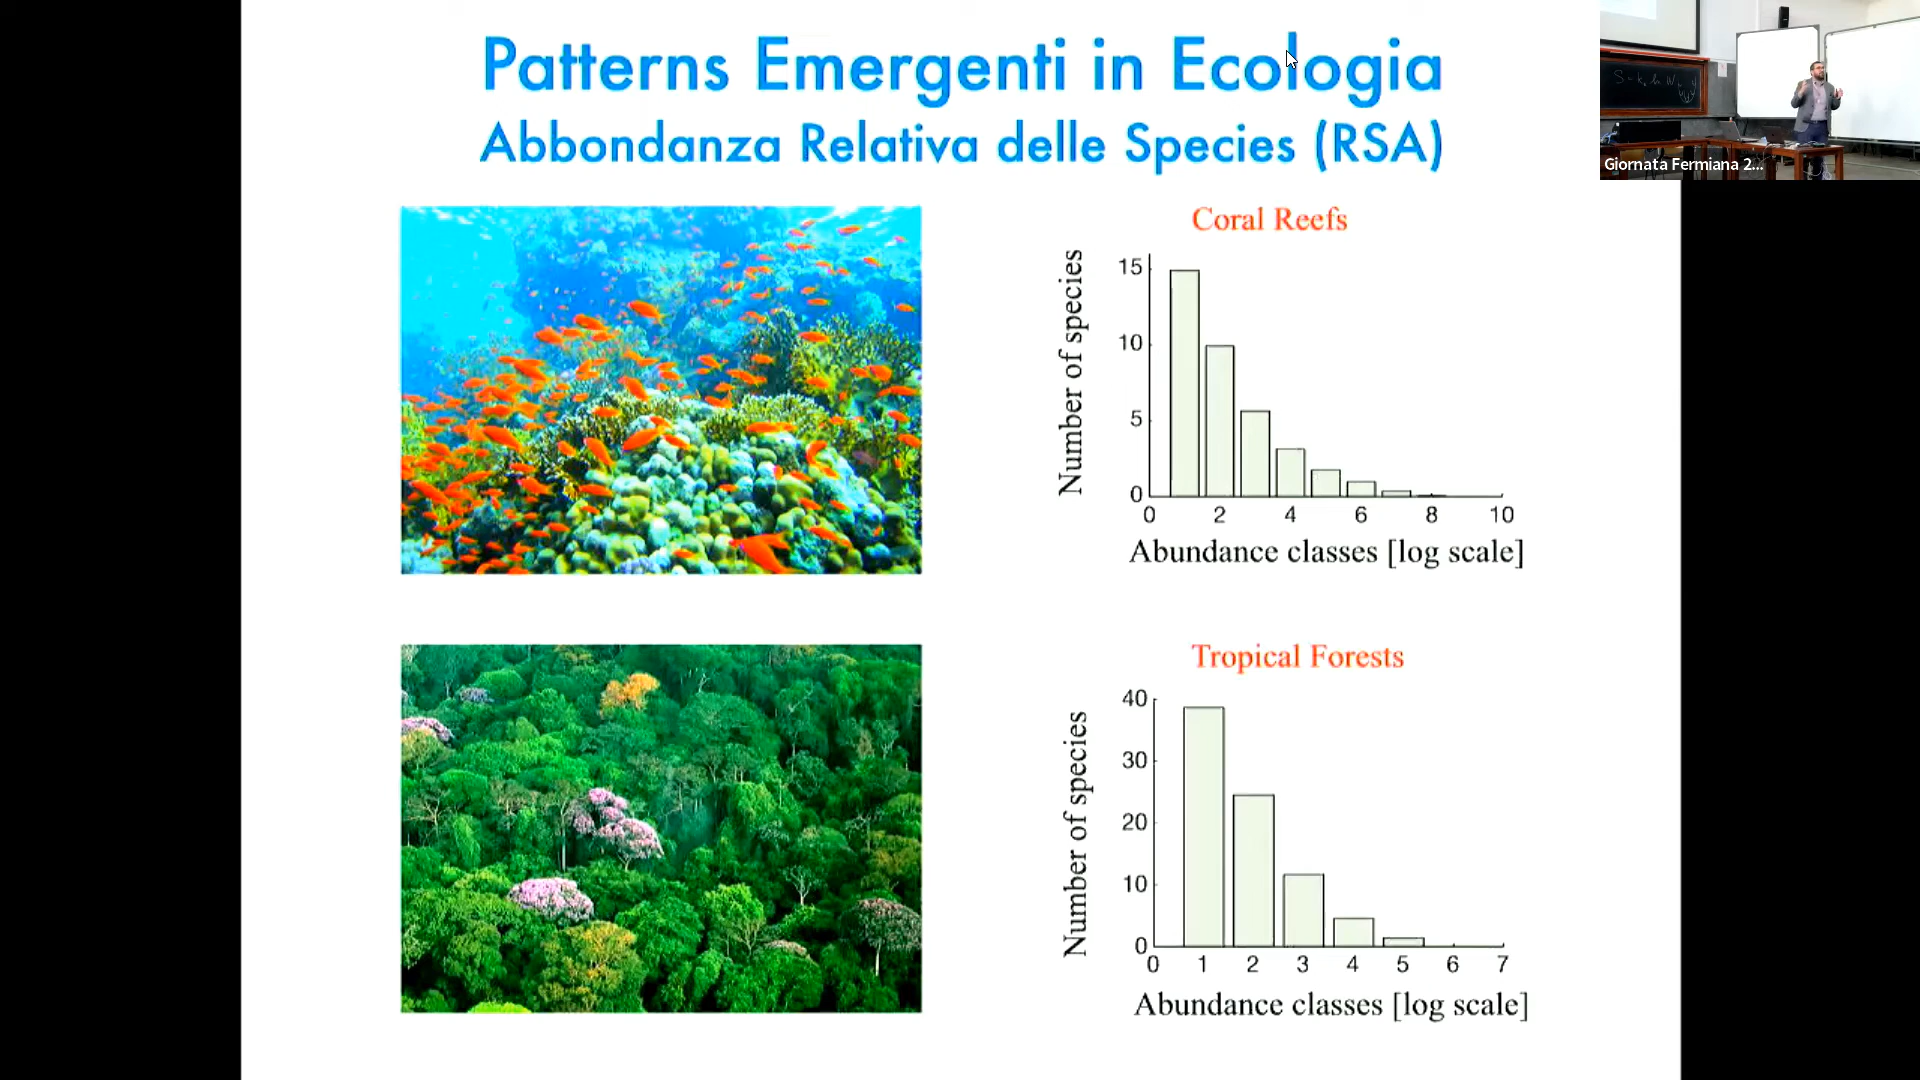 Patterns Emergenti in Ecologia
Abbondanza Relativa delle Species (RSA)
Giornata Fermiana 2...
Coral Reefs
Number of species
15
10
5
0
0 2 4 6 8 10
Abundance classes [log scale]
Tropical Forests
Number of species
40
30
20
10
0
0 1 2 3 4 5 6 7
Abundance classes [log scale]